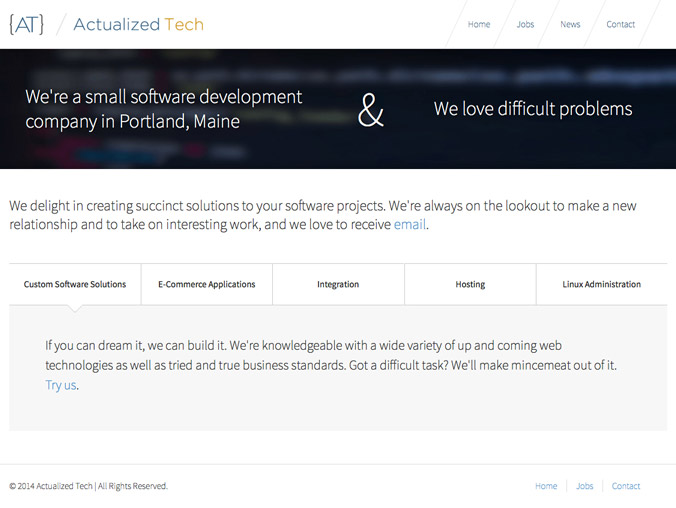 {AT} / Actualized Tech
Home Jobs News Contact
We're a small software development
company in Portland, Maine
&
We love difficult problems
We delight in creating succinct solutions to your software projects. We're always on the lookout to make a new
relationship and to take on interesting work, and we love to receive email.
Custom Software Solutions
E-Commerce Applications
Integration
Hosting
Linux Administration
If you can dream it, we can build it. We're knowledgeable with a wide variety of up and coming web
technologies as well as tried and true business standards. Got a difficult task? We'll make mincemeat out of it.
Try us.
© 2014 Actualized Tech | All Rights Reserved.
Home | Jobs | Contact